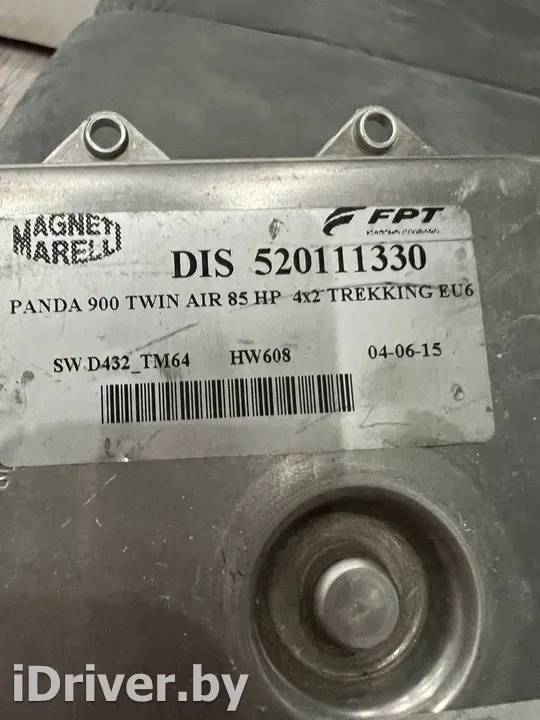 MAGNETI
MARELLI
FPT
DIS 520111330
PANDA 900 TWIN AIR 85 HP 4x2 TREKKING EU6
SW D432_TM64 HW608 04-06-15
iDriver.by